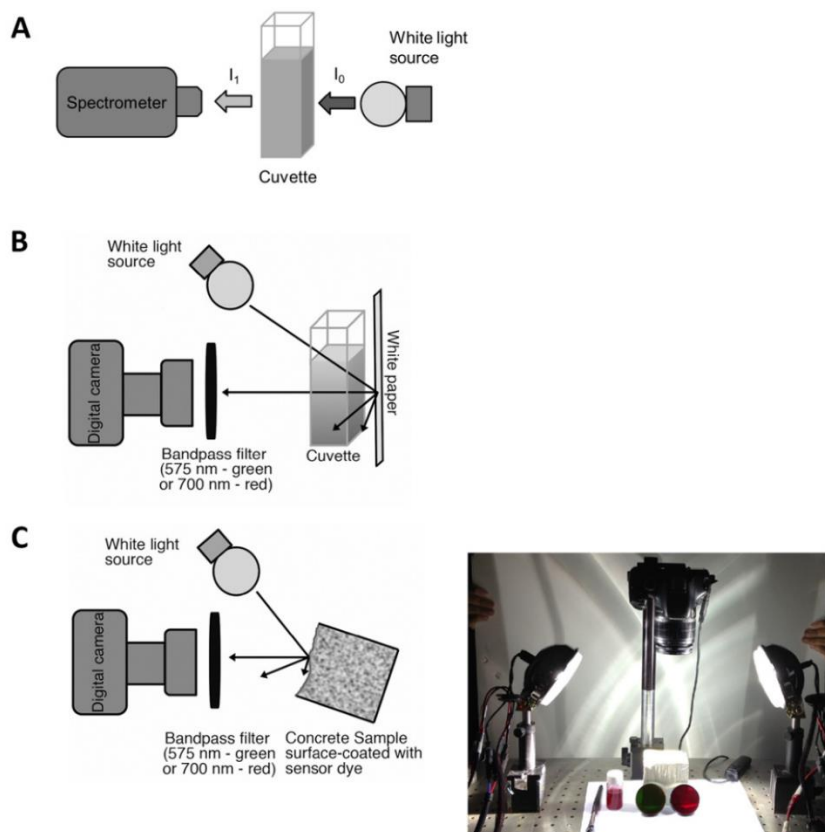 A
White light
source
I₁
I₀
Spectrometer
Cuvette
B
White light
source
Digital camera
White paper
Bandpass filter
(575 nm - green
or 700 nm - red)
Cuvette
C
White light
source
Digital camera
Bandpass filter
(575 nm - green
or 700 nm - red)
Concrete Sample
surface-coated with
sensor dye